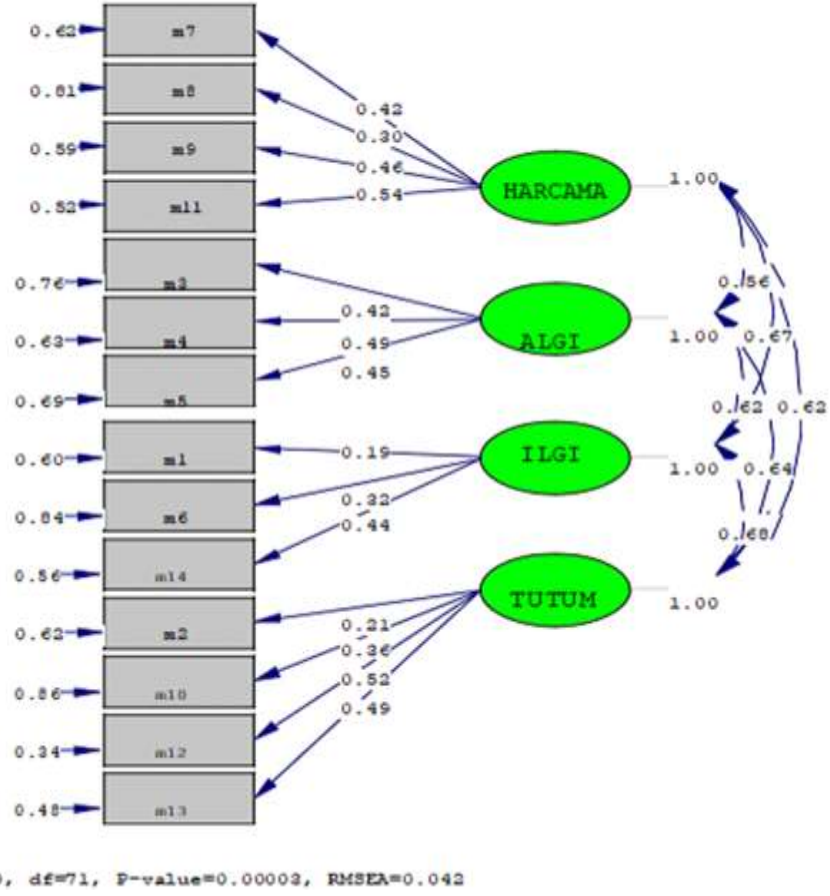 0.62 m7
0.42
0.81 m8
0.30
0.59 m9
0.46
HARCAMA 1.00
0.52 m11
0.54
0.76 m3
0.56
0.42
0.63 m4
0.49
ALGI 1.00 0.67
0.69 m5
0.45
0.62 0.62
0.60 m1
0.19
ILGI 1.00 0.64
0.84 m6
0.32
0.44
0.68
0.56 m14
TUTUM 1.00
0.62 m2
0.21
0.36
0.86 m10
0.52
0.49
0.34 m12
0.48 m13
df=71, P-value=0.00003, RMSEA=0.042